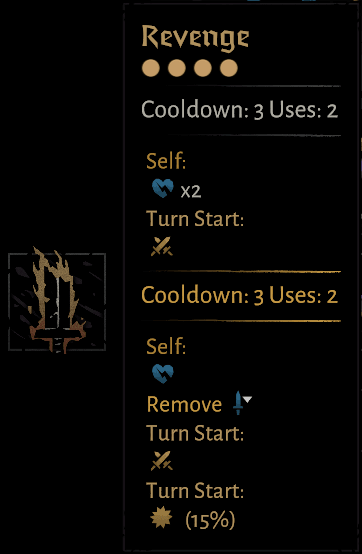 Revenge
Cooldown: 3 Uses: 2
Self:
x2
Turn Start:
Cooldown: 3 Uses: 2
Self:
Remove
Turn Start:
Turn Start:
(15%)